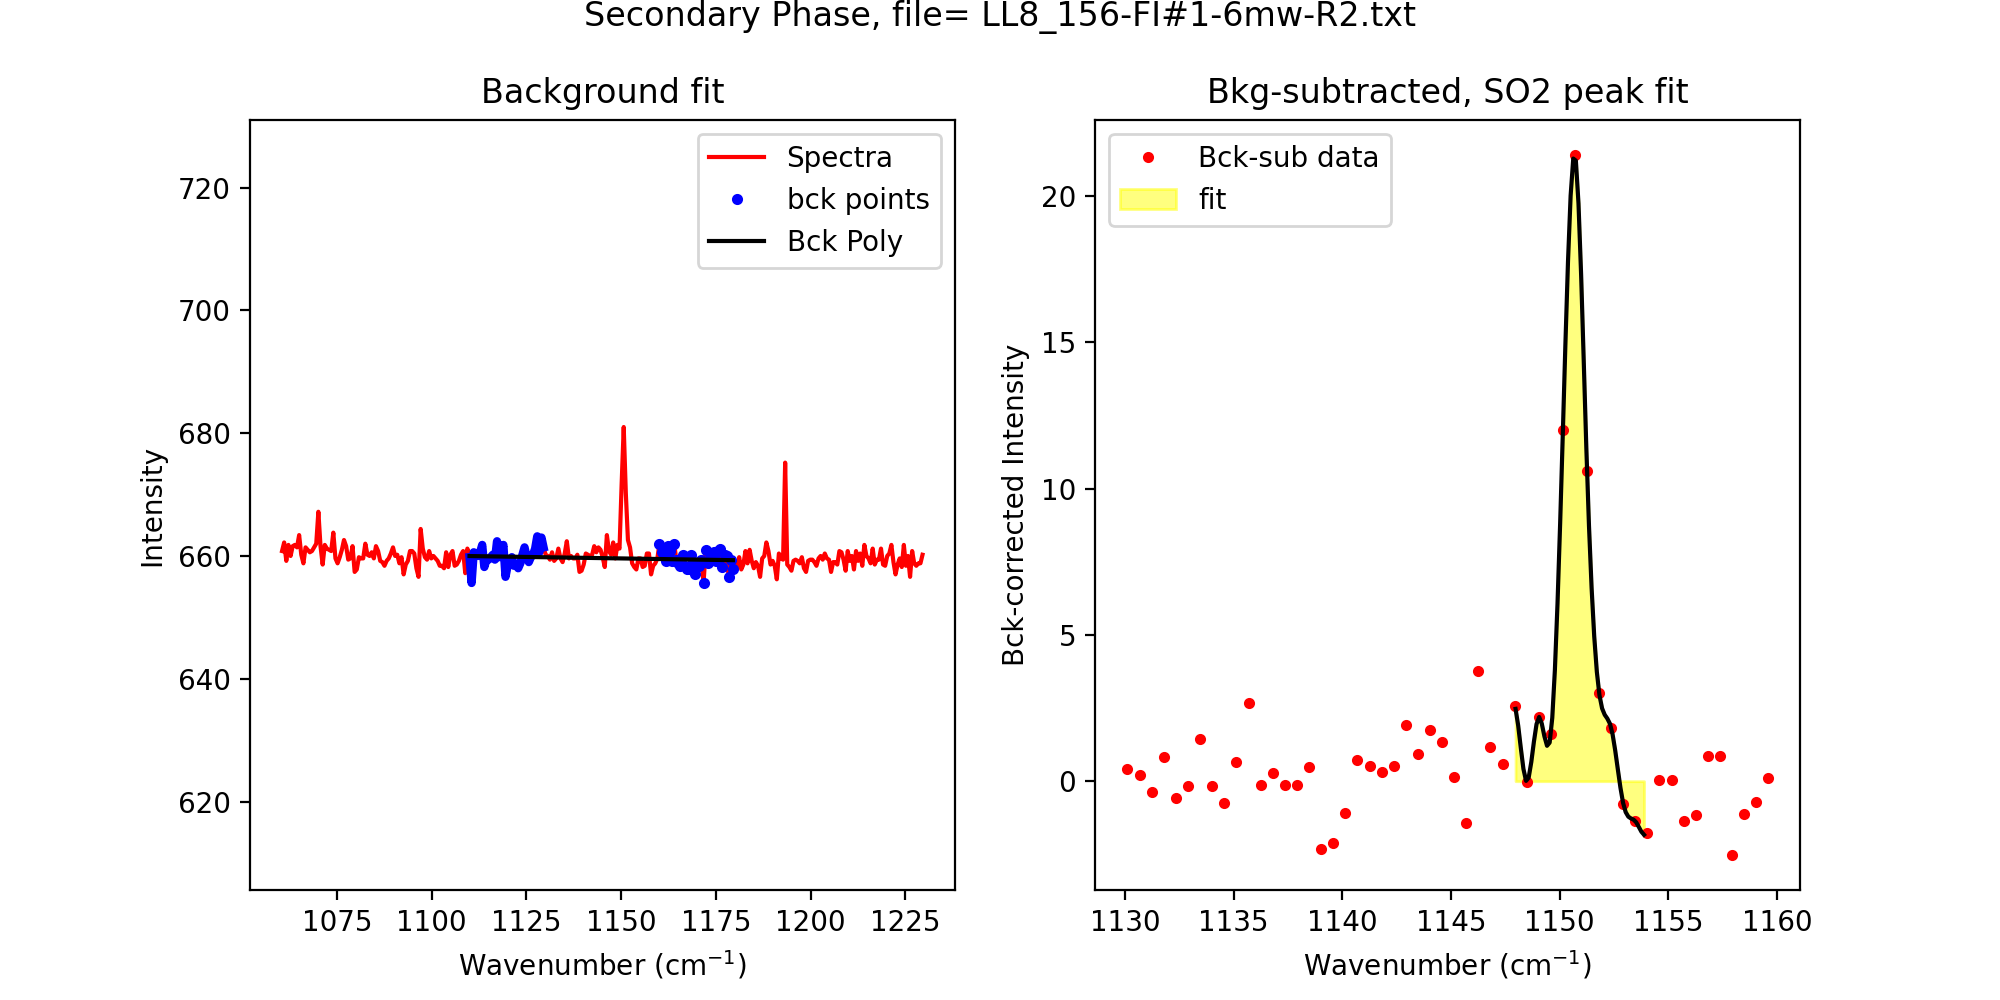 Secondary Phase, file= LL8_156-FI#1-6mw-R2.txt
Background fit
Spectra
bck points
Bck Poly
Intensity
720
700
680
660
640
620
1075 1100 1125 1150 1175 1200 1225
Wavenumber (cm⁻¹)
Bkg-subtracted, SO2 peak fit
Bck-sub data
fit
Bck-corrected Intensity
20
15
10
5
0
1130 1135 1140 1145 1150 1155 1160
Wavenumber (cm⁻¹)